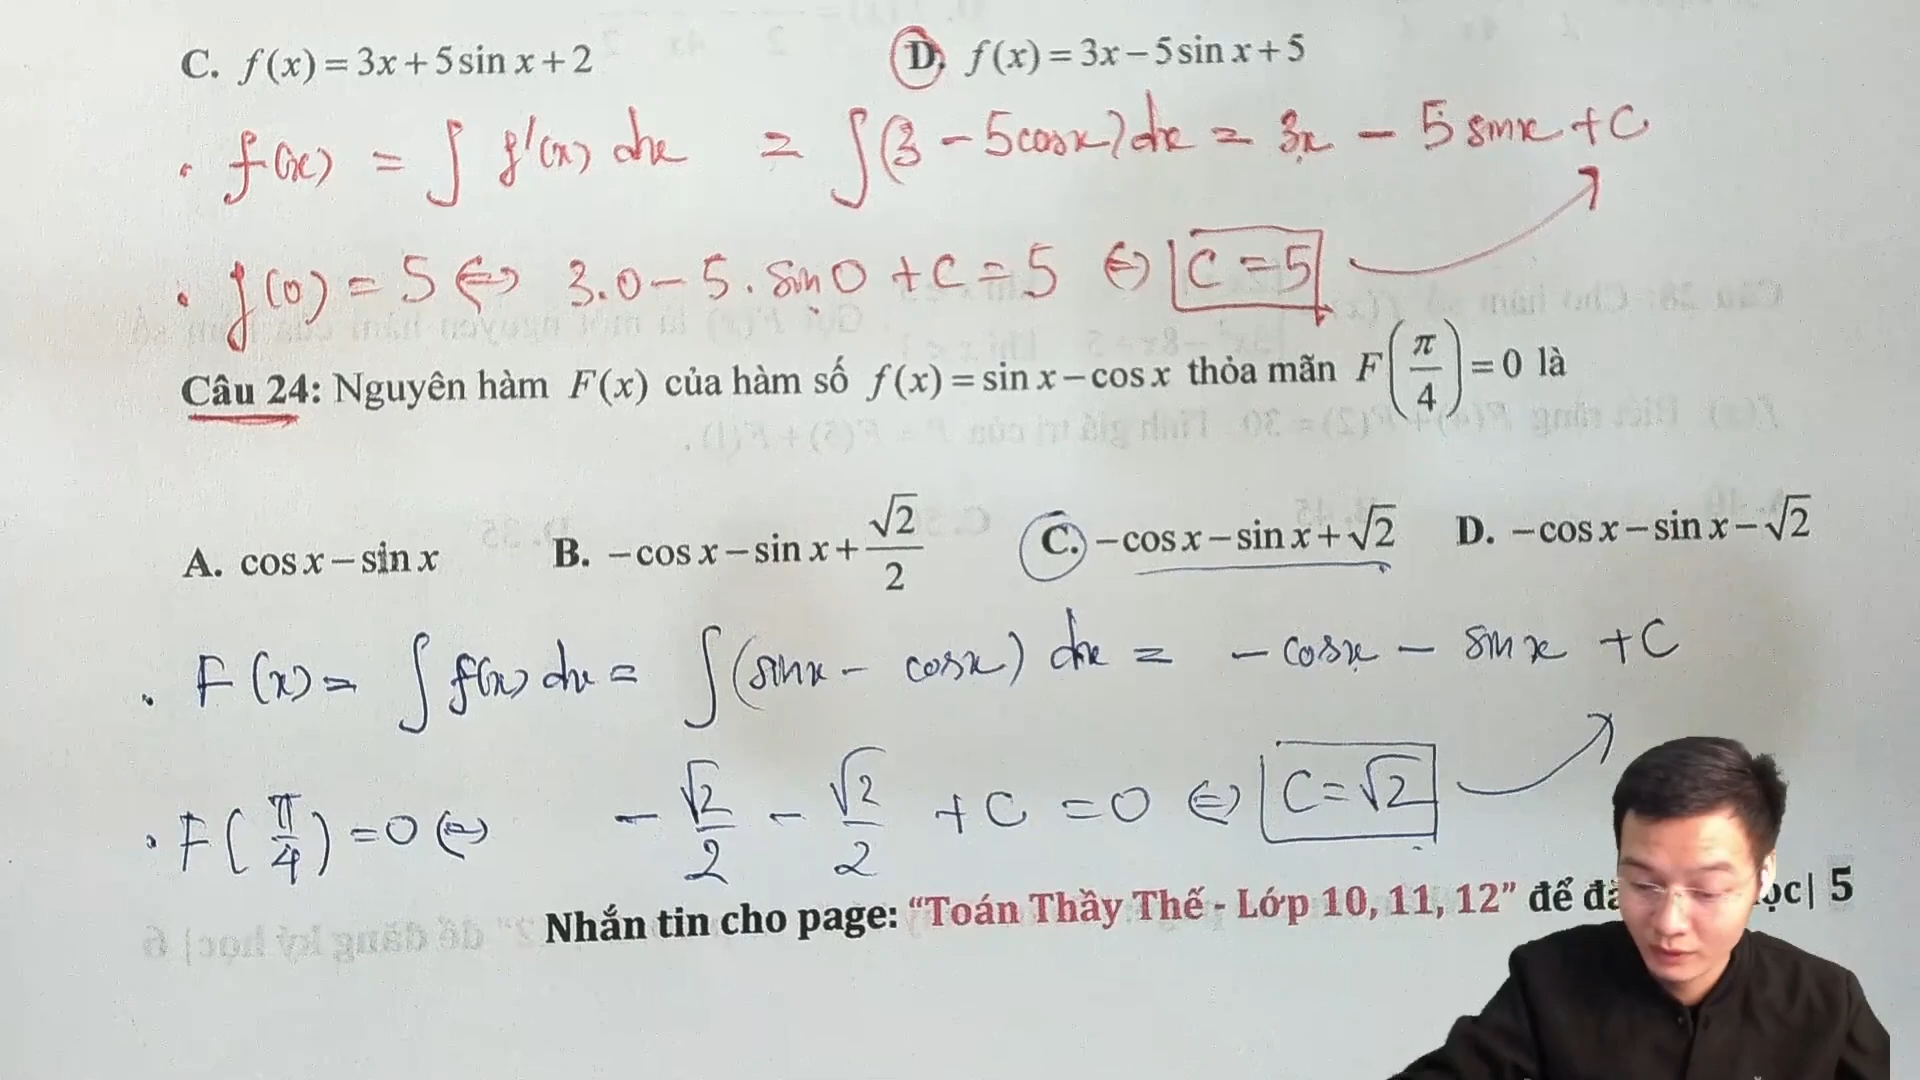 C. f(x) = 3x + 5 sin x + 2 D. f(x) = 3x − 5 sin x + 5
. f(x) = ∫ f'(x) dx = ∫(3 − 5cosx) dx = 3x − 5 sinx + C
. f(0) = 5 ⇔ 3.0 − 5.sin0 + C = 5 ⇔ C = 5
Câu 24: Nguyên hàm F(x) của hàm số f(x) = sin x − cos x thỏa mãn F(π/4) = 0 là
A. cos x − sin x B. −cos x − sin x + √2/2 C. −cos x − sin x + √2 D. −cos x − sin x − √2
. F(x) = ∫ f(x) dx = ∫(sinx − cosx) dx = − cosx − sinx + C
. F(π/4) = 0 ⇔ − √2/2 − √2/2 + C = 0 ⇔ C = √2
Nhắn tin cho page: “Toán Thầy Thế - Lớp 10, 11, 12” để | 5